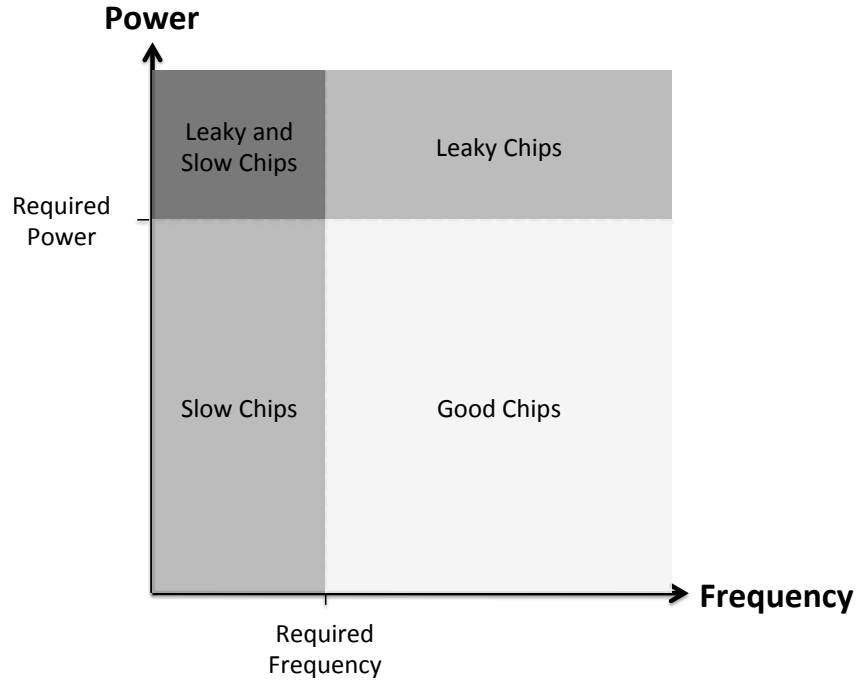 Power
Leaky and
Slow Chips
Leaky Chips
Required
Power
Slow Chips
Good Chips
Frequency
Required
Frequency